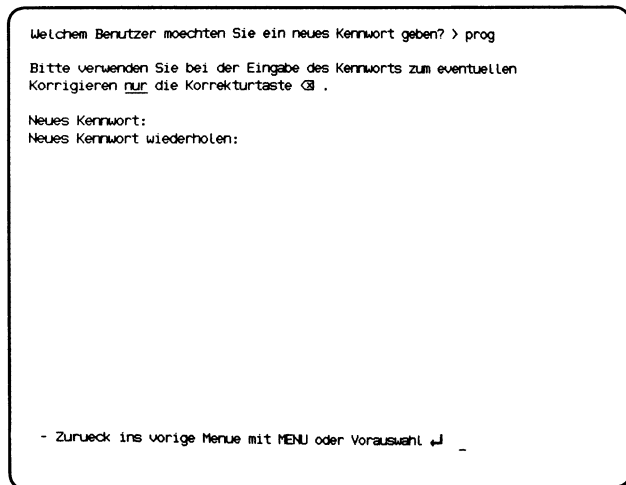 Welchem Benutzer moechten Sie ein neues Kennwort geben? > prog
Bitte verwenden Sie bei der Eingabe des Kennworts zum eventuellen
Korrigieren nur die Korrekturtaste ⌫ .
Neues Kennwort:
Neues Kennwort wiederholen:
- Zurueck ins vorige Menue mit MENU oder Vorauswahl ↵ _